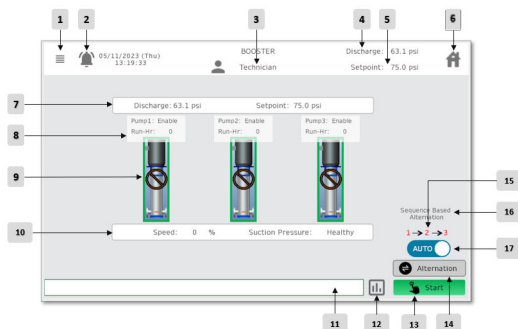 1 2 3 4 5 6
05/11/2023 (Thu)
13:19:33
BOOSTER
Technician
Discharge: 63.1 psi
Setpoint: 75.0 psi
7
Discharge: 63.1 psi Setpoint: 75.0 psi
8
Pump1: Enable Pump2: Enable Pump3: Enable
Run-Hr: 0 Run-Hr: 0 Run-Hr: 0
9
15
Sequence Based
Alternation
16
10
Speed: 0 % Suction Pressure: Healthy
1→2→3
AUTO
17
Alternation
Start
11 12 13 14